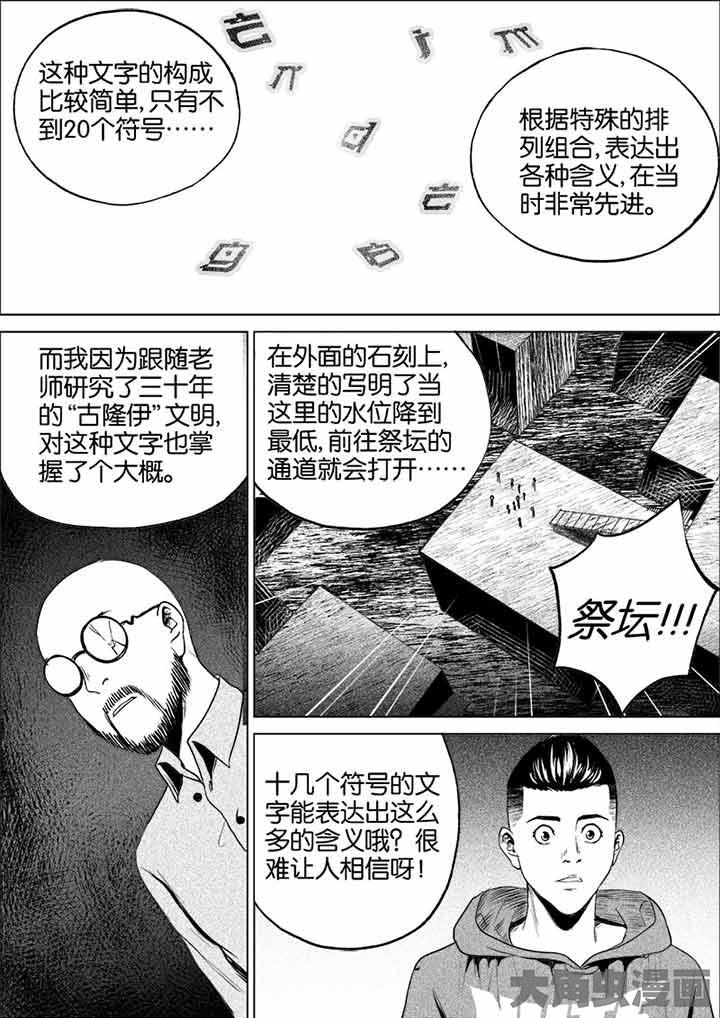 这种文字的构成
比较简单，只有不
到20个符号……
根据特殊的排
列组合，表达出
各种含义，在当
时非常先进。
而我因为跟随老
师研究了三十年
的“古隆伊”文明，
对这种文字也掌
握了个大概。
在外面的石刻上，
清楚的写明了当
这里的水位降到
最低，前往祭坛的
通道就会打开……
祭坛!!!
十几个符号的文
字能表达出这么
多的含义哦？很
难让人相信呀！
大角虫漫画